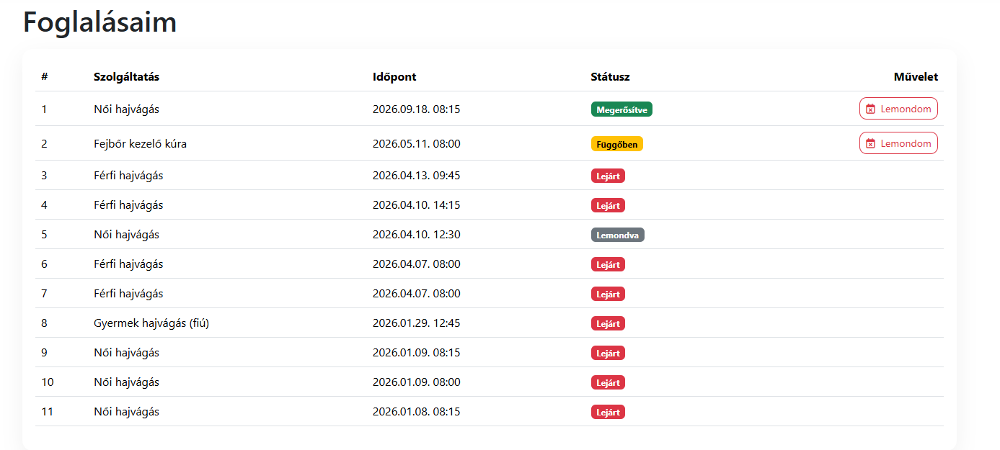 Foglalásaim
# Szolgáltatás Időpont Státusz Művelet
1 Női hajvágás 2026.09.18. 08:15 Megerősítve Lemondom
2 Fejbőr kezelő kúra 2026.05.11. 08:00 Függőben Lemondom
3 Férfi hajvágás 2026.04.13. 09:45 Lejárt
4 Férfi hajvágás 2026.04.10. 14:15 Lejárt
5 Női hajvágás 2026.04.10. 12:30 Lemondva
6 Férfi hajvágás 2026.04.07. 08:00 Lejárt
7 Férfi hajvágás 2026.04.07. 08:00 Lejárt
8 Gyermek hajvágás (fiú) 2026.01.29. 12:45 Lejárt
9 Női hajvágás 2026.01.09. 08:15 Lejárt
10 Női hajvágás 2026.01.09. 08:00 Lejárt
11 Női hajvágás 2026.01.08. 08:15 Lejárt